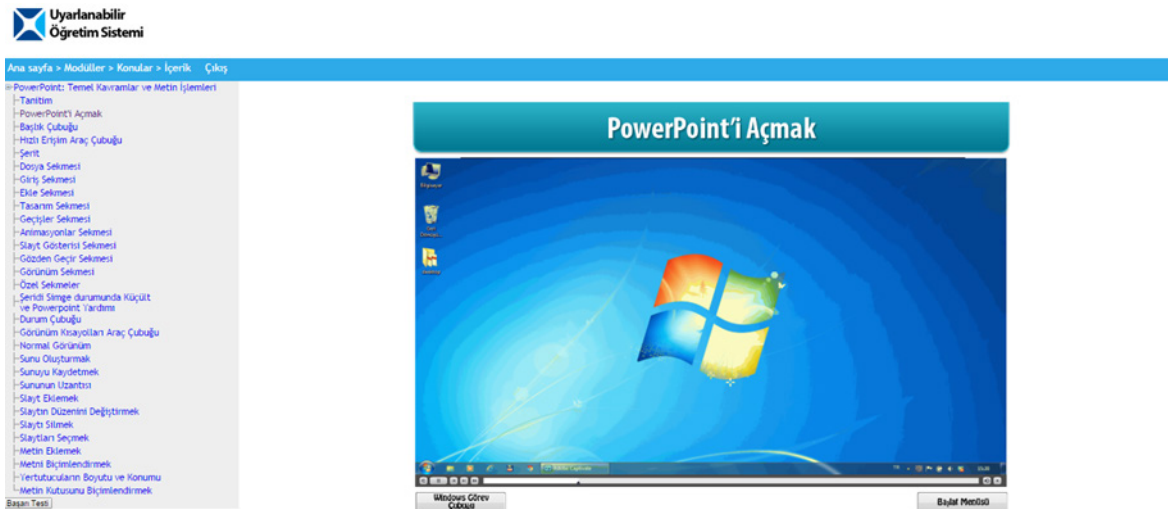 Uyarlanabilir
Öğretim Sistemi
Ana sayfa > Modüller > Konular > İçerik Çıkış
PowerPoint: Temel Kavramlar ve Metin İşlemleri
Tanitim
PowerPoint'i Açmak
Başlık Çubuğu
Hızlı Erişim Araç Çubuğu
Şerit
Dosya Sekmesi
Giriş Sekmesi
Ekle Sekmesi
Tasarım Sekmesi
Geçişler Sekmesi
Animasyonlar Sekmesi
Slayt Gösterisi Sekmesi
Gözden Geçir Sekmesi
Görünüm Sekmesi
Özel Sekmeler
Şeridi Simge durumunda Küçült
ve Powerpoint Yardımı
Durum Çubuğu
Görünüm Kısayolları Araç Çubuğu
Normal Görünüm
Sunu Oluşturmak
Sunuyu Kaydetmek
Sununun Uzantısı
Slayt Eklemek
Slaytın Düzenini Değiştirmek
Slaytı Silmek
Slaytları Seçmek
Metin Eklemek
Metni Biçimlendirmek
Yertutucuların Boyutu ve Konumu
Metin Kutusunu Biçimlendirmek
Başarı Testi
PowerPoint'i Açmak
Bilgisayar
Adobe Captivate
Windows Görev
Çubuğu
Başlat Menüsü